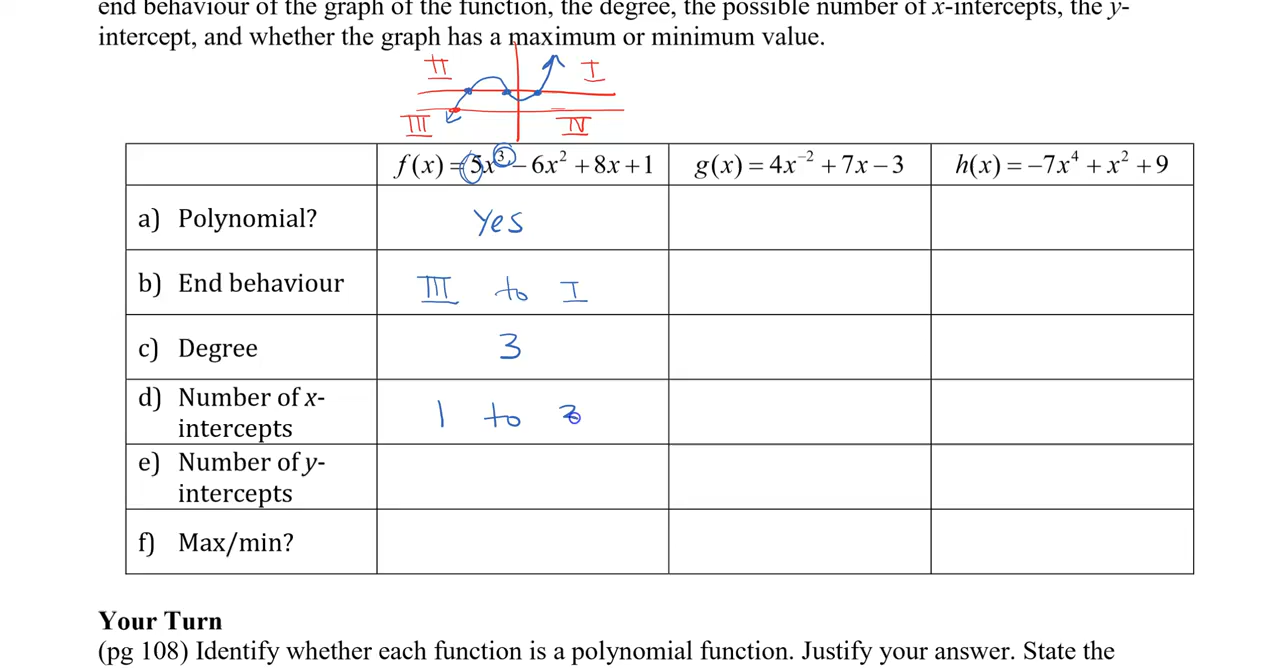 end behaviour of the graph of the function, the degree, the possible number of x-intercepts, the y-
intercept, and whether the graph has a maximum or minimum value.
II I
III IV
f(x) = 5x³ − 6x² + 8x + 1 g(x) = 4x⁻² + 7x − 3 h(x) = −7x⁴ + x² + 9
a) Polynomial? Yes
b) End behaviour III to I
c) Degree 3
d) Number of x-
intercepts 1 to 3
e) Number of y-
intercepts
f) Max/min?
Your Turn
(pg 108) Identify whether each function is a polynomial function. Justify your answer. State the